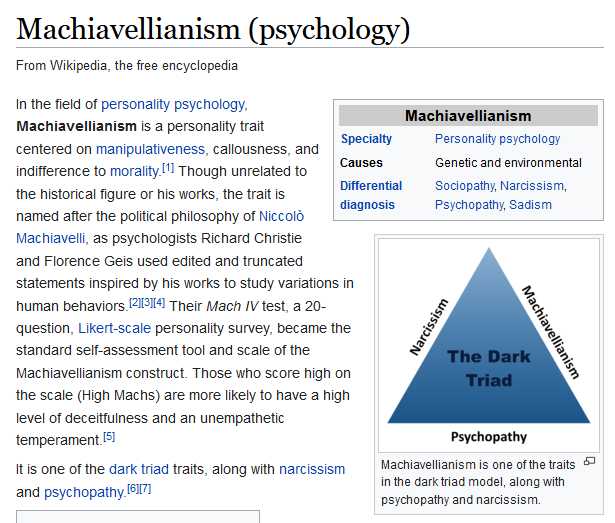 Machiavellianism (psychology)
From Wikipedia, the free encyclopedia
In the field of personality psychology,
Machiavellianism is a personality trait
centered on manipulativeness, callousness, and
indifference to morality.[1] Though unrelated to
the historical figure or his works, the trait is
named after the political philosophy of Niccolò
Machiavelli, as psychologists Richard Christie
and Florence Geis used edited and truncated
statements inspired by his works to study variations in
human behaviors.[2][3][4] Their Mach IV test, a 20-
question, Likert-scale personality survey, became the
standard self-assessment tool and scale of the
Machiavellianism construct. Those who score high on
the scale (High Machs) are more likely to have a high
level of deceitfulness and an unempathetic
temperament.[5]
It is one of the dark triad traits, along with narcissism
and psychopathy.[6][7]
Machiavellianism
Specialty Personality psychology
Causes Genetic and environmental
Differential Sociopathy, Narcissism,
diagnosis Psychopathy, Sadism
Narcissism
Machiavellianism
The Dark
Triad
Psychopathy
Machiavellianism is one of the traits
in the dark triad model, along with
psychopathy and narcissism.